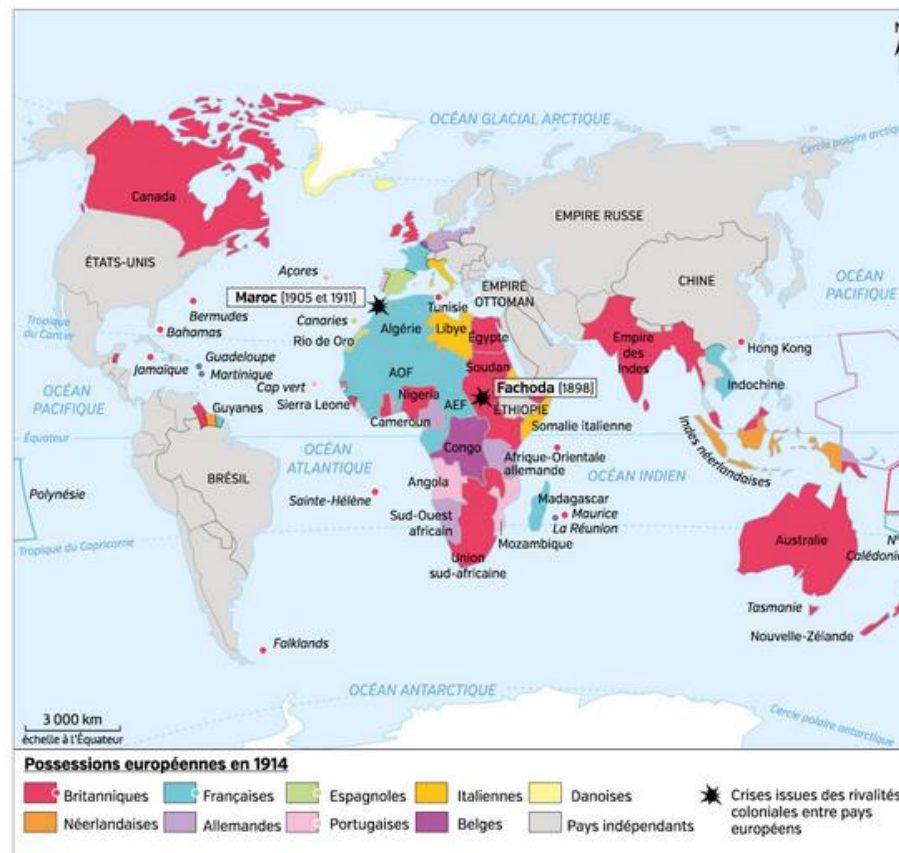 N
OCÉAN GLACIAL ARCTIQUE
Cercle polaire arctique
Canada
EMPIRE RUSSE
ÉTATS-UNIS
Açores
CHINE
EMPIRE
OTTOMAN
OCÉAN
PACIFIQUE
Maroc [1905 et 1911]
Tunisie
Tropique
du Cancer
Bermudes
Bahamas
Canaries
Rio de Oro
Algérie
Libye
Égypte
Empire
des
Indes
Hong Kong
Jamaïque
Guadeloupe
Martinique
Cap vert
AOF
Soudan
Fachoda [1898]
Indochine
OCÉAN
PACIFIQUE
Guyanes
Sierra Leone
Nigeria
AEF
ÉTHIOPIE
Cameroun
Somalie italienne
Équateur
OCÉAN
ATLANTIQUE
Congo
Afrique-Orientale
allemande
OCÉAN INDIEN
Indes néerlandaises
BRÉSIL
Polynésie
Sainte-Hélène
Angola
Madagascar
Maurice
La Réunion
Sud-Ouest
africain
Mozambique
Tropique du Capricorne
Union
sud-africaine
Australie
Calédonie
Tasmanie
Nouvelle-Zélande
Falklands
OCÉAN ANTARCTIQUE
Cercle polaire antarctique
3 000 km
échelle à l'Équateur
Possessions européennes en 1914
Britanniques
Françaises
Espagnoles
Italiennes
Danoises
Crises issues des rivalités
coloniales entre pays
européens
Néerlandaises
Allemandes
Portugaises
Belges
Pays indépendants